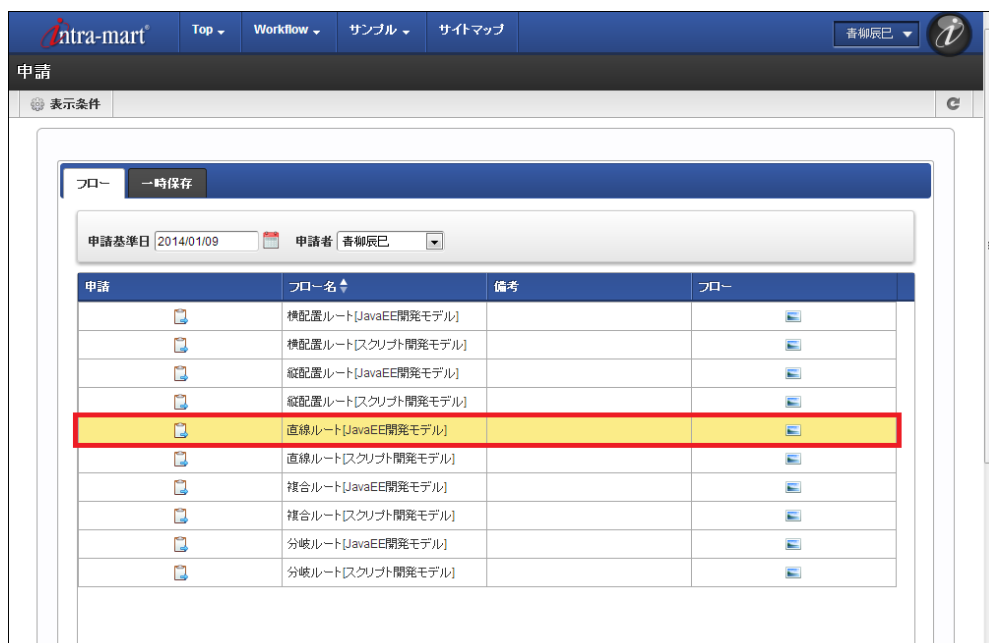 intra-mart® Top Workflow サンプル サイトマップ 青柳辰巳
申請
表示条件
フロー 一時保存
申請基準日 2014/01/09 申請者 青柳辰巳
申請 フロー名 備考 フロー
横配置ルート[JavaEE開発モデル]
横配置ルート[スクリプト開発モデル]
縦配置ルート[JavaEE開発モデル]
縦配置ルート[スクリプト開発モデル]
直線ルート[JavaEE開発モデル]
直線ルート[スクリプト開発モデル]
複合ルート[JavaEE開発モデル]
複合ルート[スクリプト開発モデル]
分岐ルート[JavaEE開発モデル]
分岐ルート[スクリプト開発モデル]